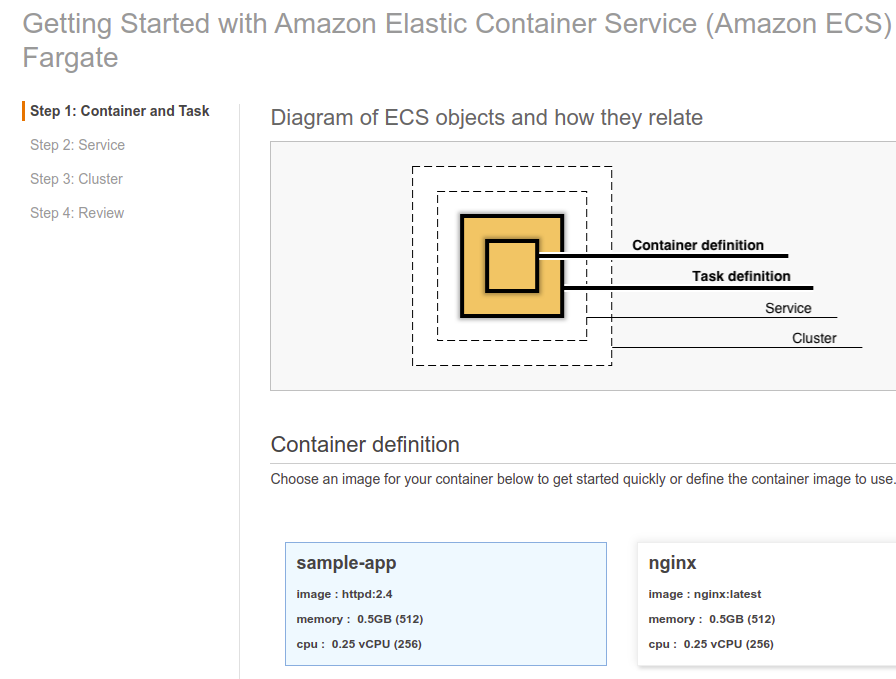 Getting Started with Amazon Elastic Container Service (Amazon ECS)
Fargate
Step 1: Container and Task
Step 2: Service
Step 3: Cluster
Step 4: Review
Diagram of ECS objects and how they relate
Container definition
Task definition
Service
Cluster
Container definition
Choose an image for your container below to get started quickly or define the container image to use.
sample-app
image : httpd:2.4
memory : 0.5GB (512)
cpu : 0.25 vCPU (256)
nginx
image : nginx:latest
memory : 0.5GB (512)
cpu : 0.25 vCPU (256)